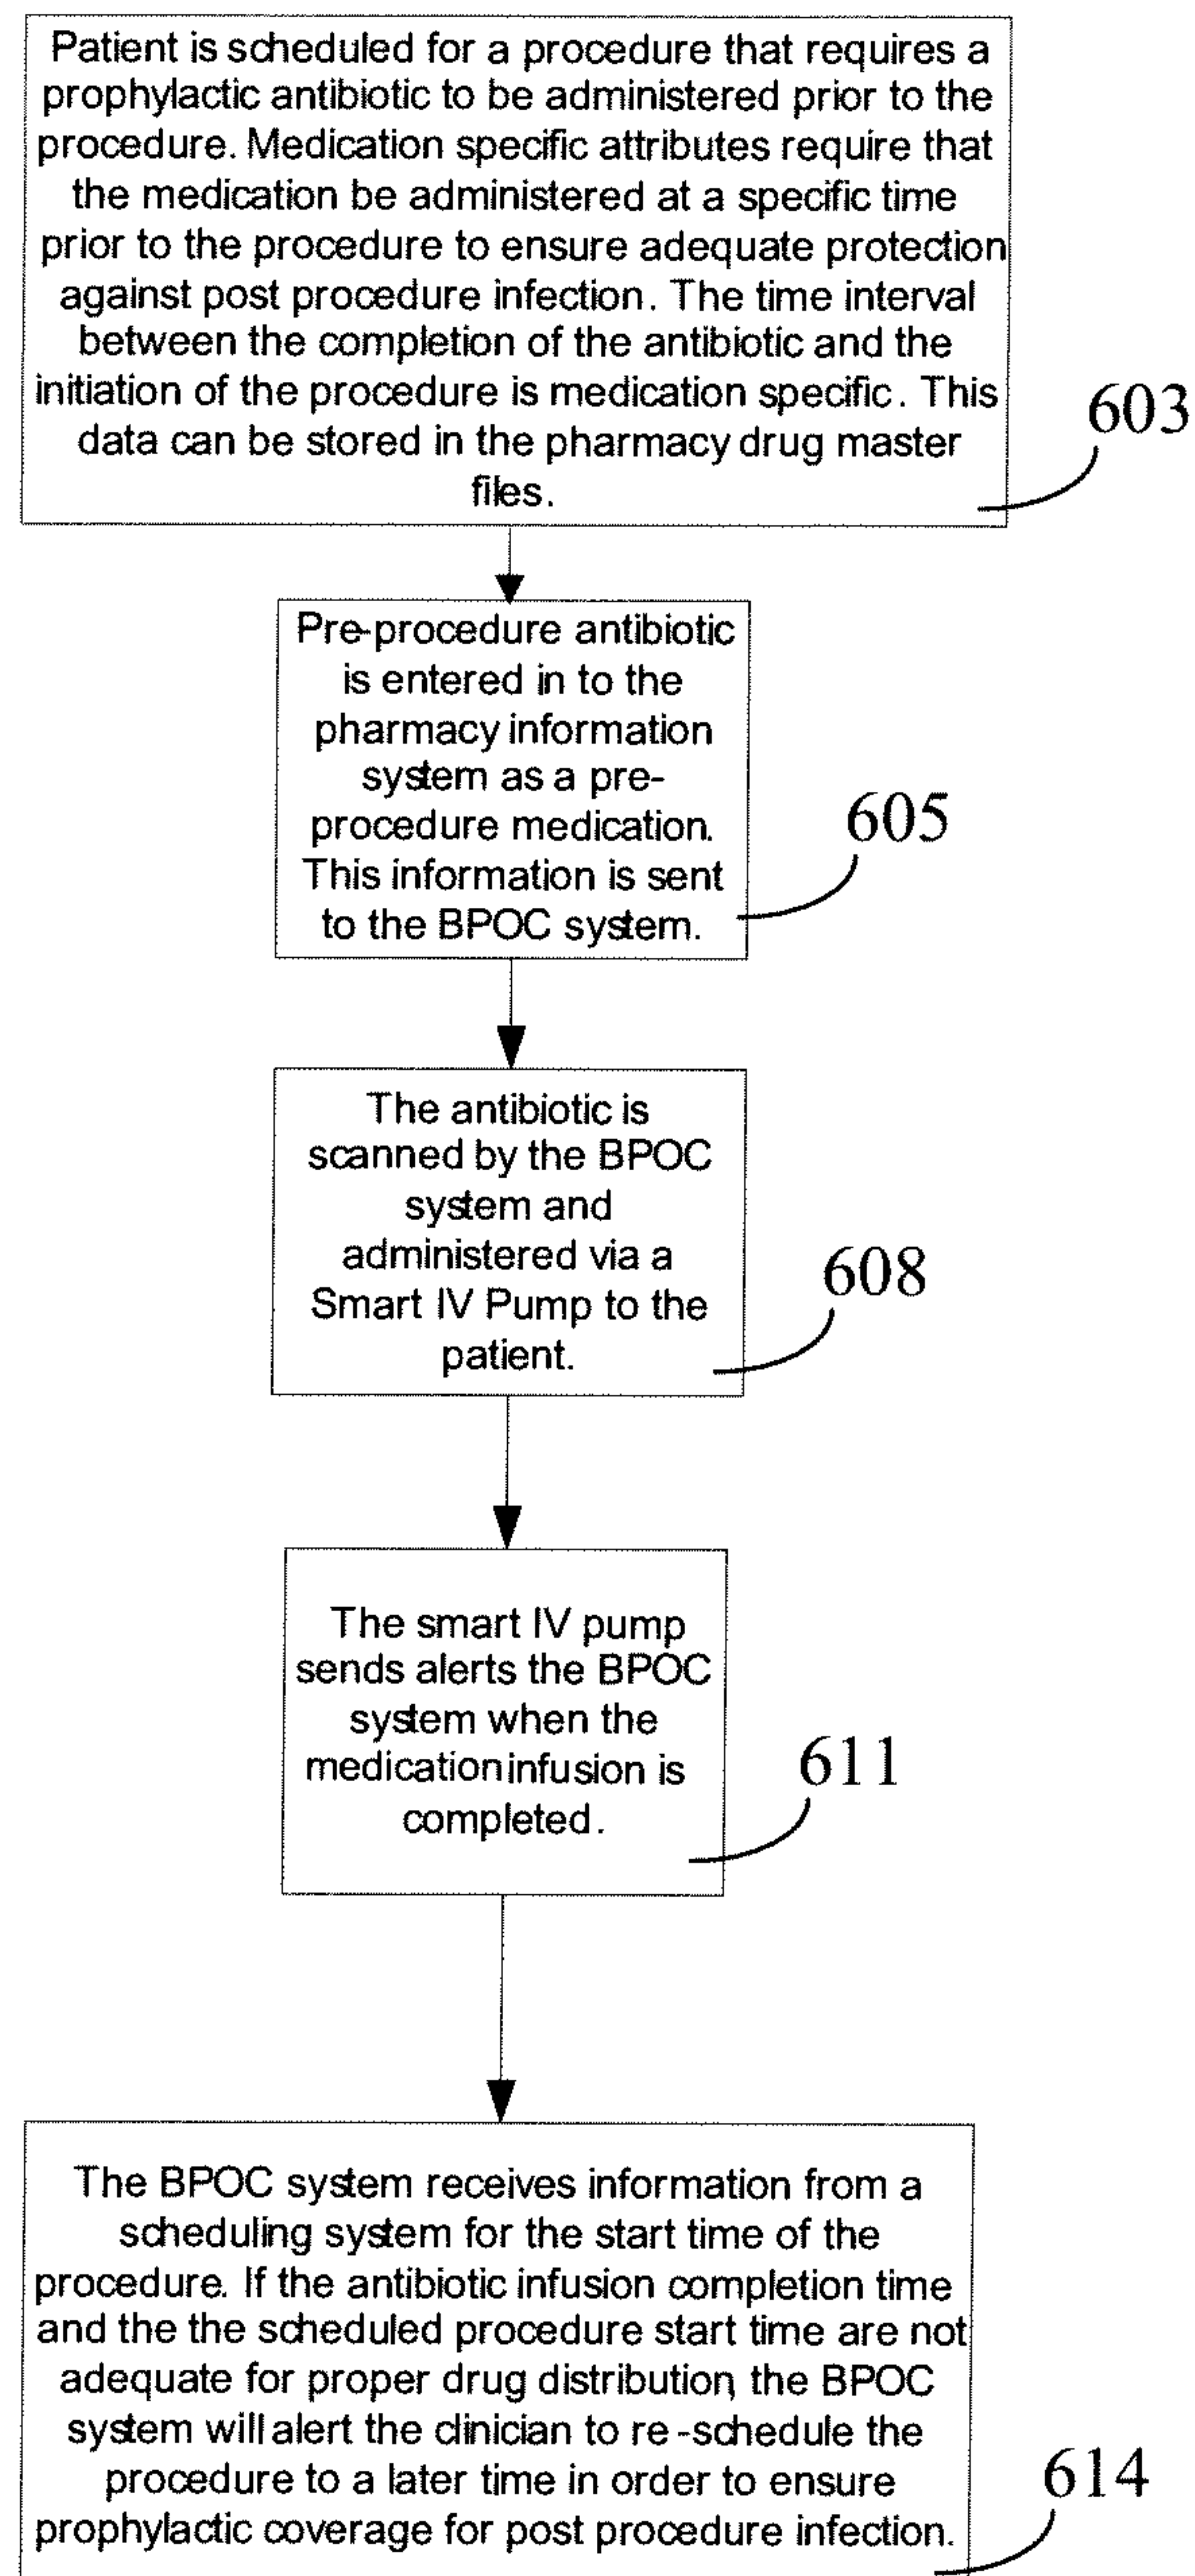 Patient is scheduled for a procedure that requires a
prophylactic antibiotic to be administered prior to the
procedure. Medication specific attributes require that
the medication be administered at a specific time
prior to the procedure to ensure adequate protection
against post procedure infection. The time interval
between the completion of the antibiotic and the
initiation of the procedure is medication specific. This
data can be stored in the pharmacy drug master
files.
603
Pre-procedure antibiotic
is entered in to the
pharmacy information
system as a pre-
procedure medication.
This information is sent
to the BPOC system.
605
The antibiotic is
scanned by the BPOC
system and
administered via a
Smart IV Pump to the
patient.
608
The smart IV pump
sends alerts the BPOC
system when the
medication infusion is
completed.
611
The BPOC system receives information from a
scheduling system for the start time of the
procedure. If the antibiotic infusion completion time
and the the scheduled procedure start time are not
adequate for proper drug distribution, the BPOC
system will alert the clinician to re-schedule the
procedure to a later time in order to ensure
prophylactic coverage for post procedure infection.
614